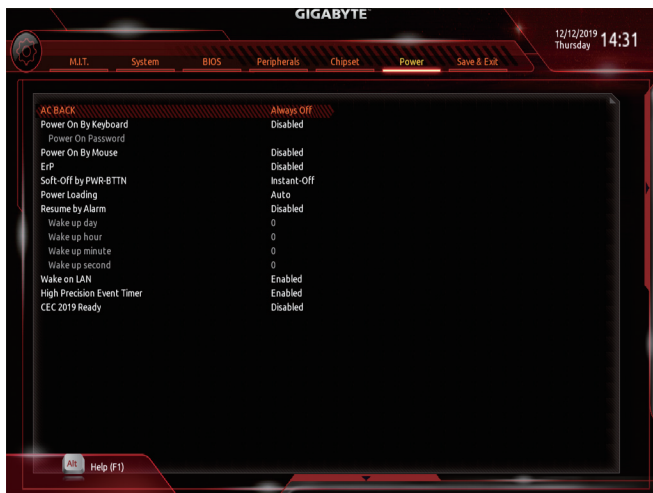 GIGABYTE™
12/12/2019 Thursday 14:31
M.I.T. System BIOS Peripherals Chipset Power Save & Exit
AC BACK Always Off
Power On By Keyboard Disabled
Power On Password
Power On By Mouse Disabled
ErP Disabled
Soft-Off by PWR-BTTN Instant-Off
Power Loading Auto
Resume by Alarm Disabled
Wake up day 0
Wake up hour 0
Wake up minute 0
Wake up second 0
Wake on LAN Enabled
High Precision Event Timer Enabled
CEC 2019 Ready Disabled
Alt Help (F1)